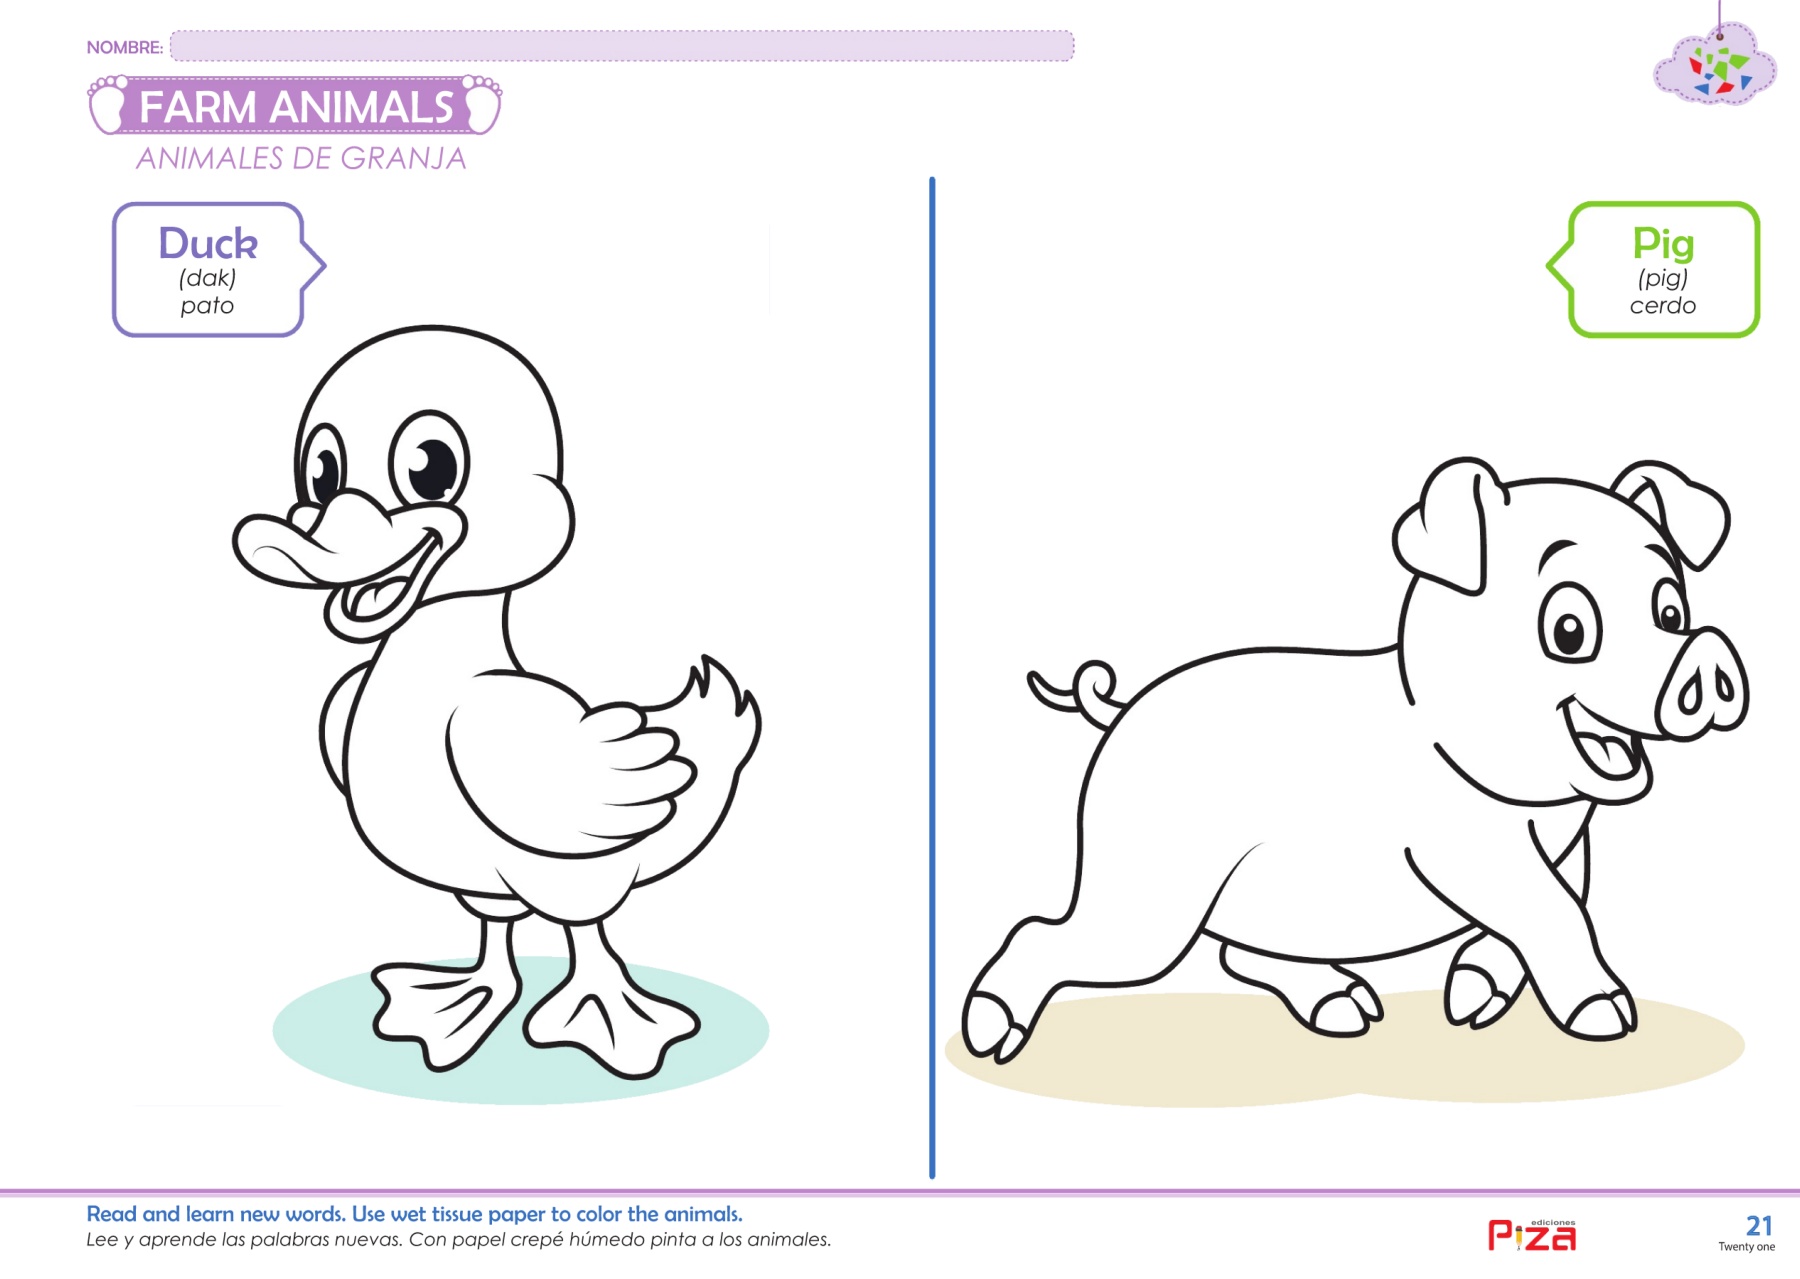 NOMBRE:
FARM ANIMALS
ANIMALES DE GRANJA
Duck
(dak)
pato
Pig
(pig)
cerdo
Read and learn new words. Use wet tissue paper to color the animals.
Lee y aprende las palabras nuevas. Con papel crepé húmedo pinta a los animales.
ediciones
Piza
21
Twenty one